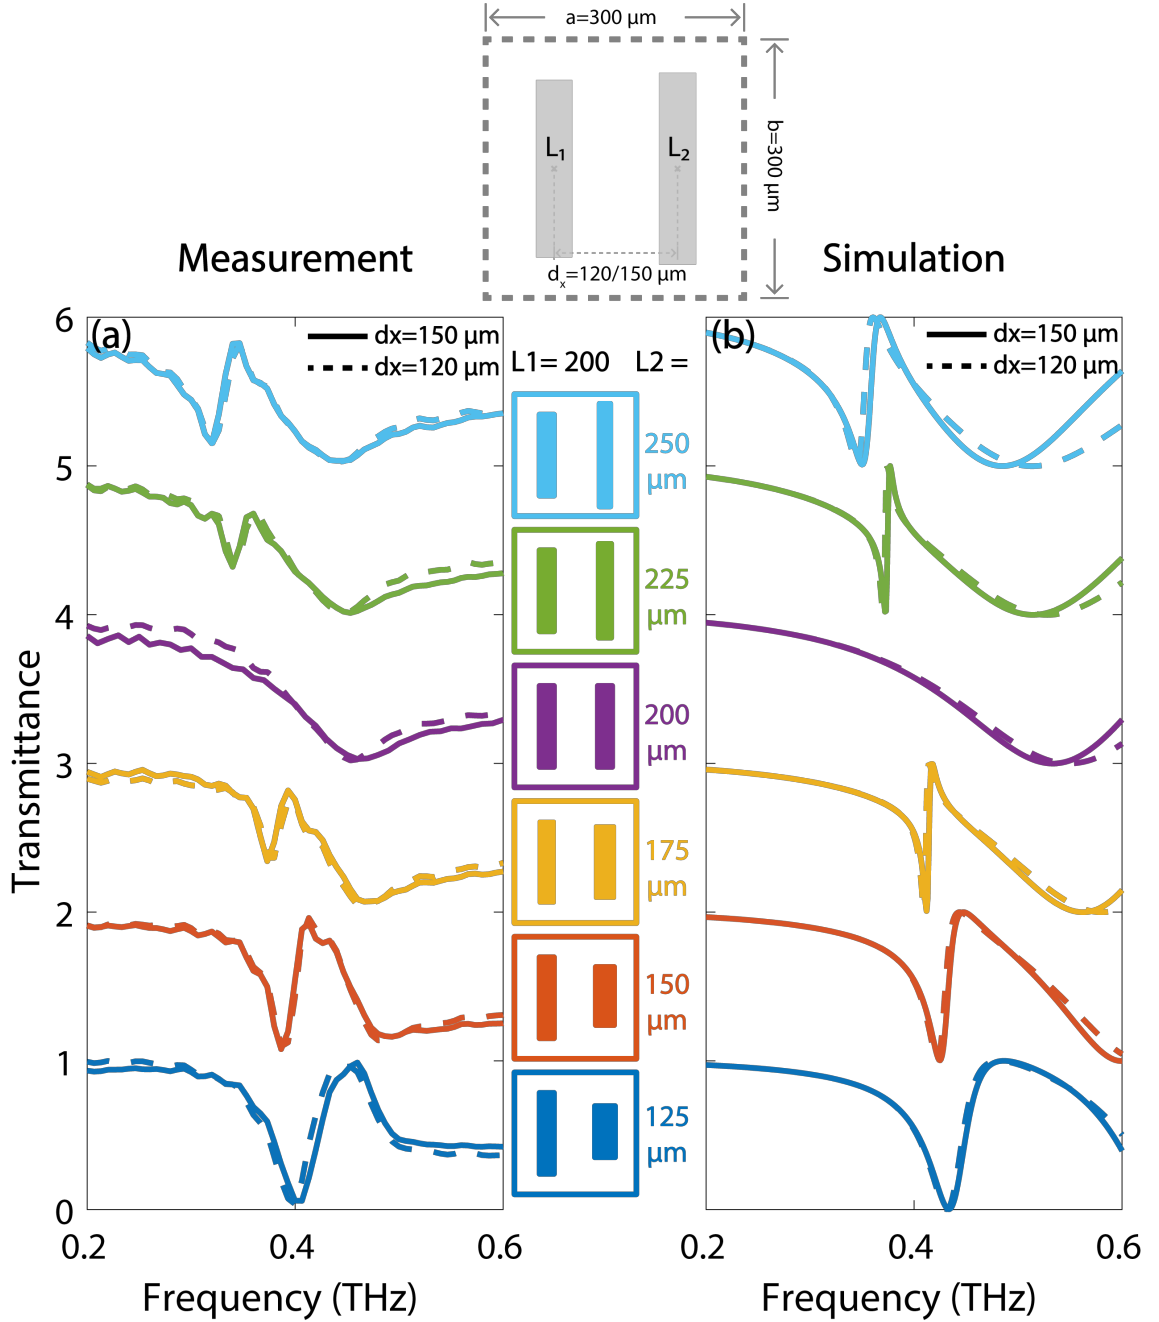 a=300 µm
L1
L2
b=300 µm
dx=120/150 µm
Measurement
Simulation
(a)
dx=150 µm
dx=120 µm
L1= 200 L2 =
(b)
dx=150 µm
dx=120 µm
250
µm
225
µm
200
µm
175
µm
150
µm
125
µm
Transmittance
6
5
4
3
2
1
0
0.2 0.4 0.6
0.2 0.4 0.6
Frequency (THz)
Frequency (THz)